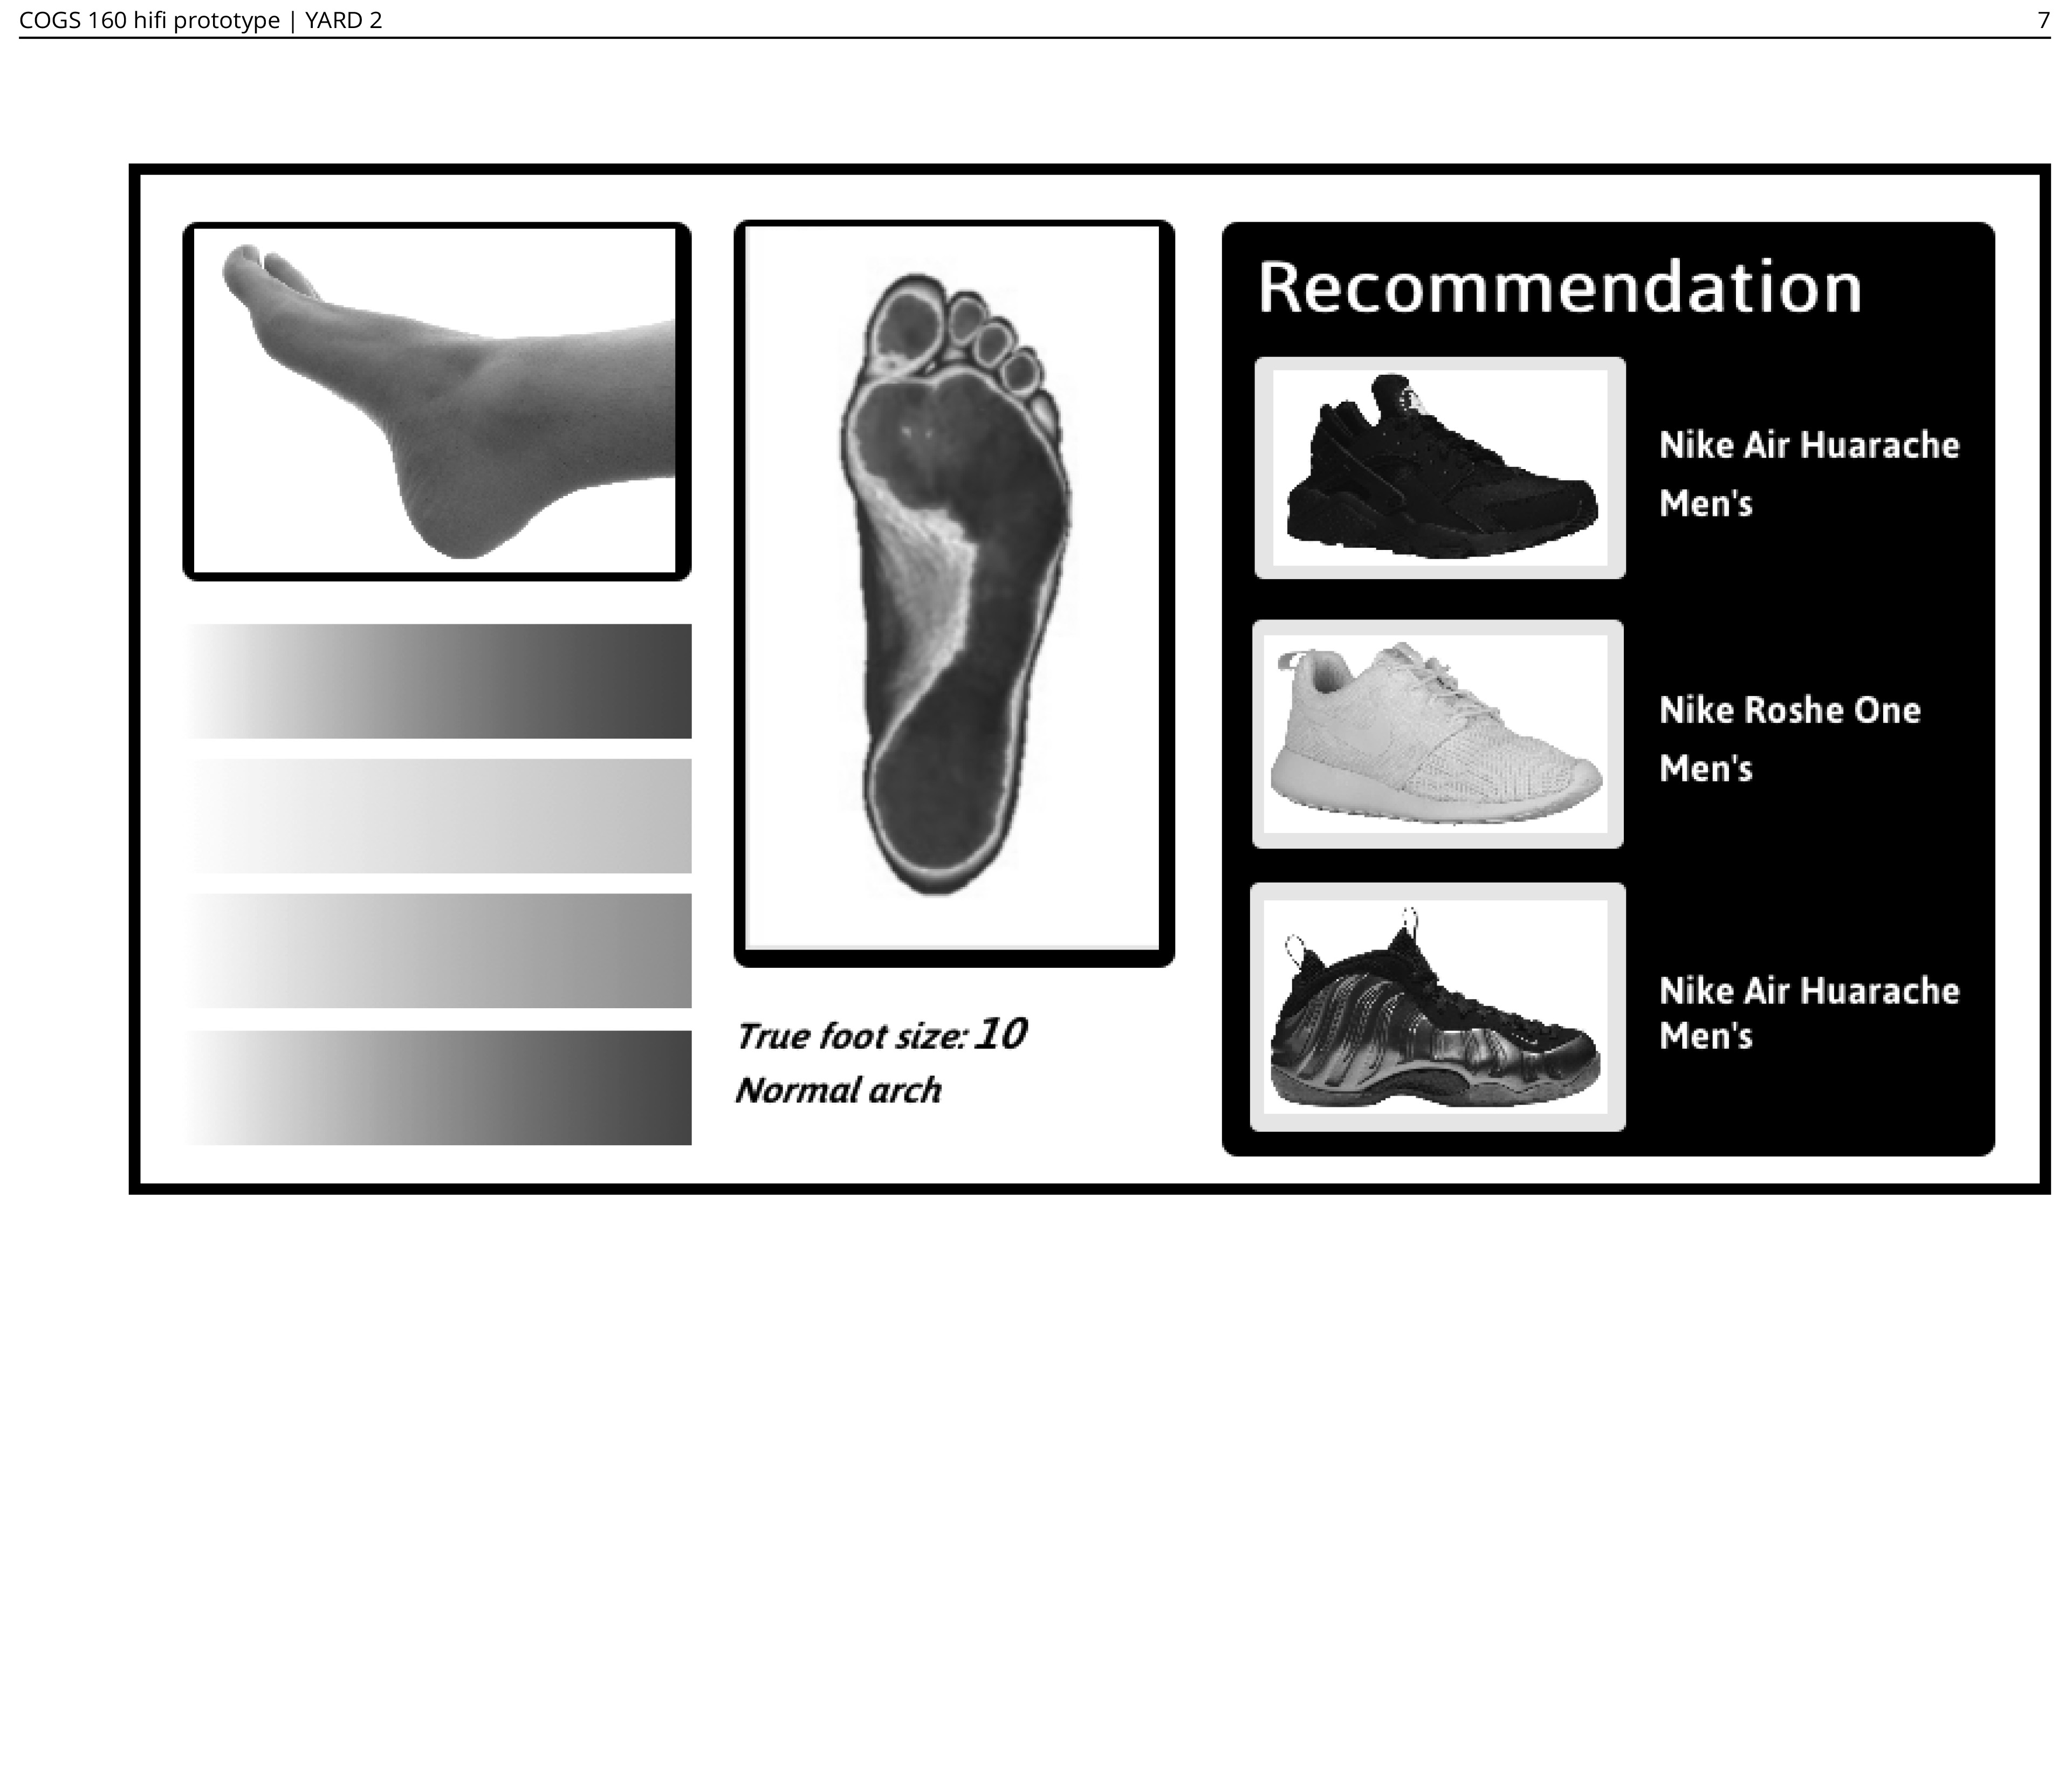 COGS 160 hifi prototype | YARD 2
7
True foot size: 10
Normal arch
Recommendation
Nike Air Huarache
Men's
Nike Roshe One
Men's
Nike Air Huarache
Men's